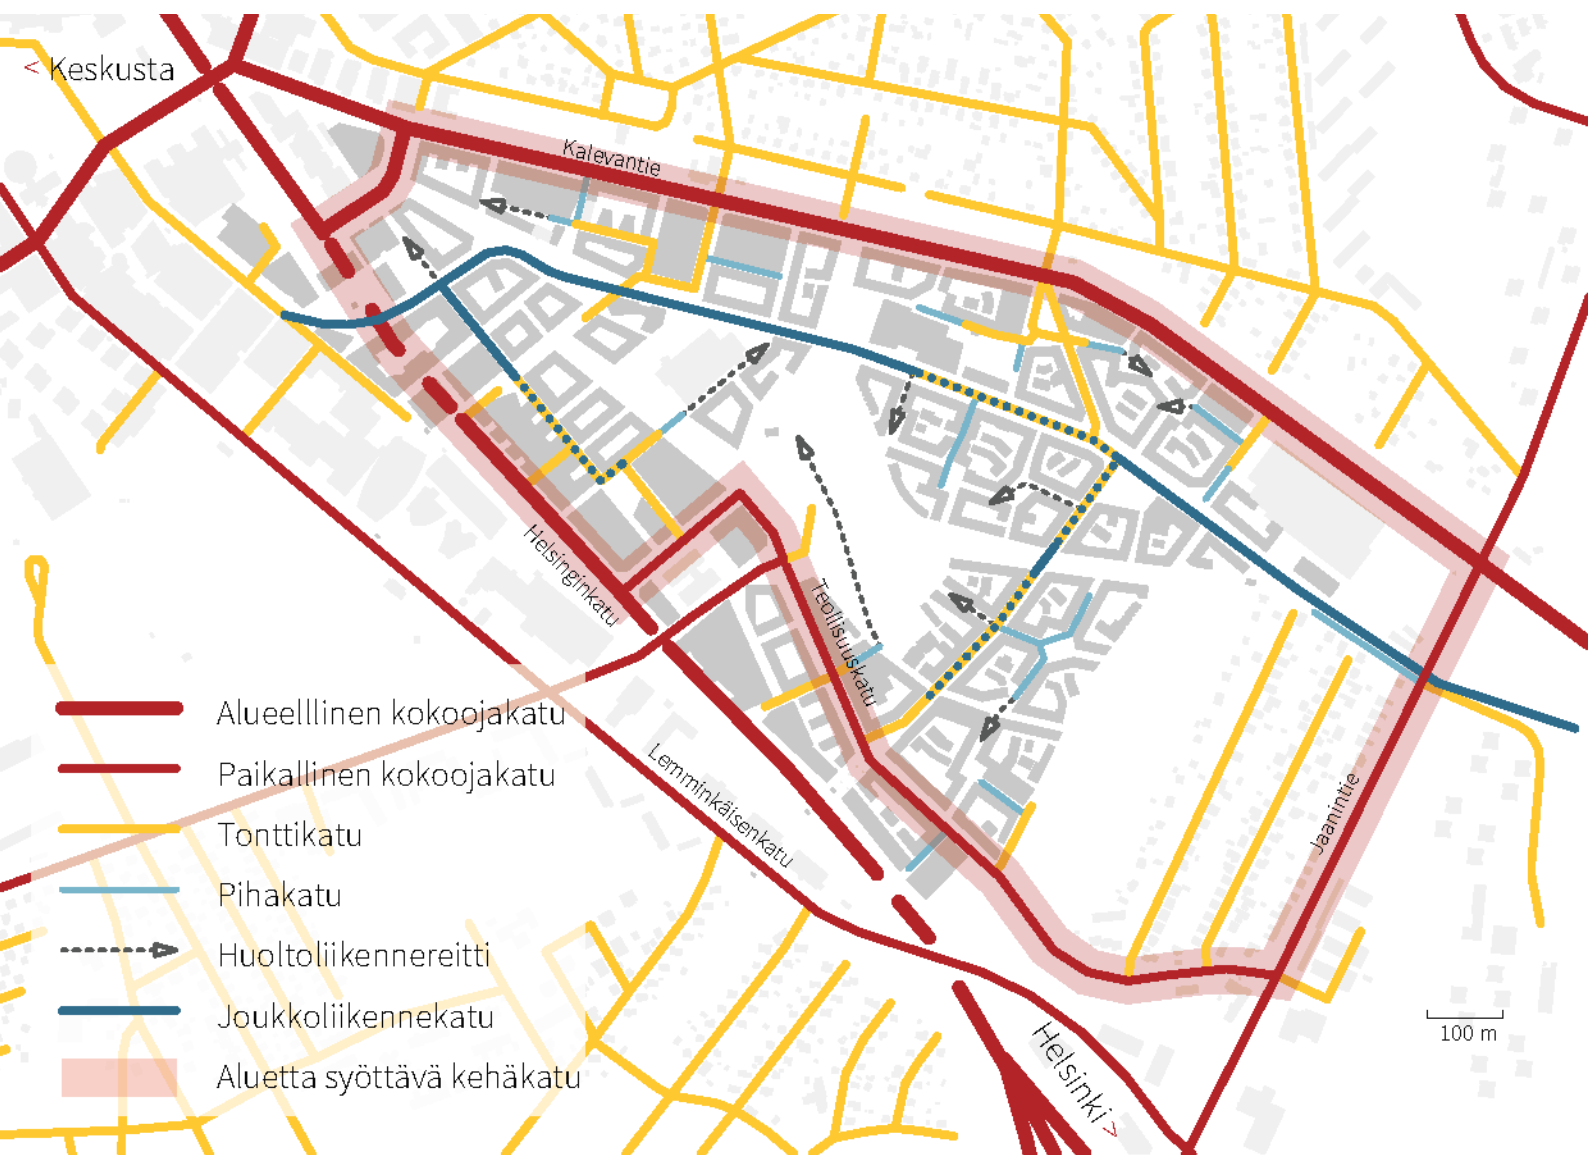 < Keskusta
Kalevantie
Helsinginkatu
Teollisuuskatu
Lemminkäisenkatu
Jaanintie
Alueelllinen kokoojakatu
Paikallinen kokoojakatu
Tonttikatu
Pihakatu
Huoltoliikennereitti
Joukkoliikennekatu
Aluetta syöttävä kehäkatu
100 m
Helsinki >